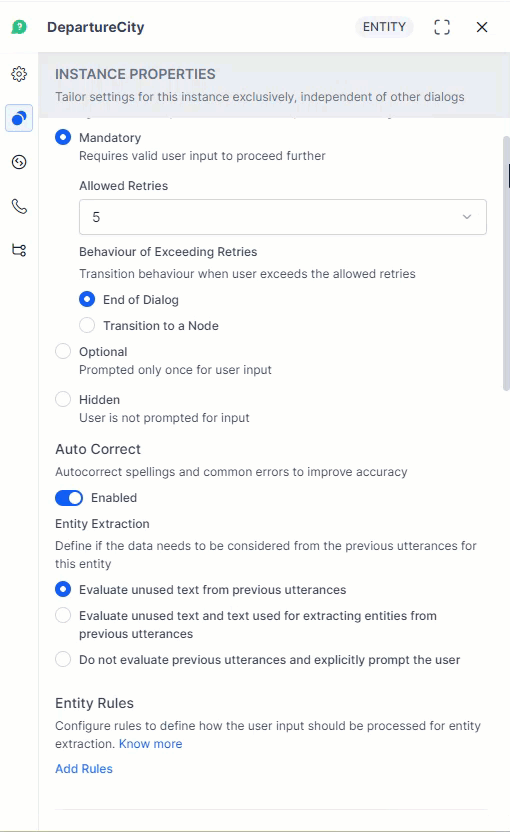 DepartureCity
ENTITY
INSTANCE PROPERTIES
Tailor settings for this instance exclusively, independent of other dialogs
Mandatory
Requires valid user input to proceed further
Allowed Retries
5
Behaviour of Exceeding Retries
Transition behaviour when user exceeds the allowed retries
End of Dialog
Transition to a Node
Optional
Prompted only once for user input
Hidden
User is not prompted for input
Auto Correct
Autocorrect spellings and common errors to improve accuracy
Enabled
Entity Extraction
Define if the data needs to be considered from the previous utterances for
this entity
Evaluate unused text from previous utterances
Evaluate unused text and text used for extracting entities from
previous utterances
Do not evaluate previous utterances and explicitly prompt the user
Entity Rules
Configure rules to define how the user input should be processed for entity
extraction. Know more
Add Rules